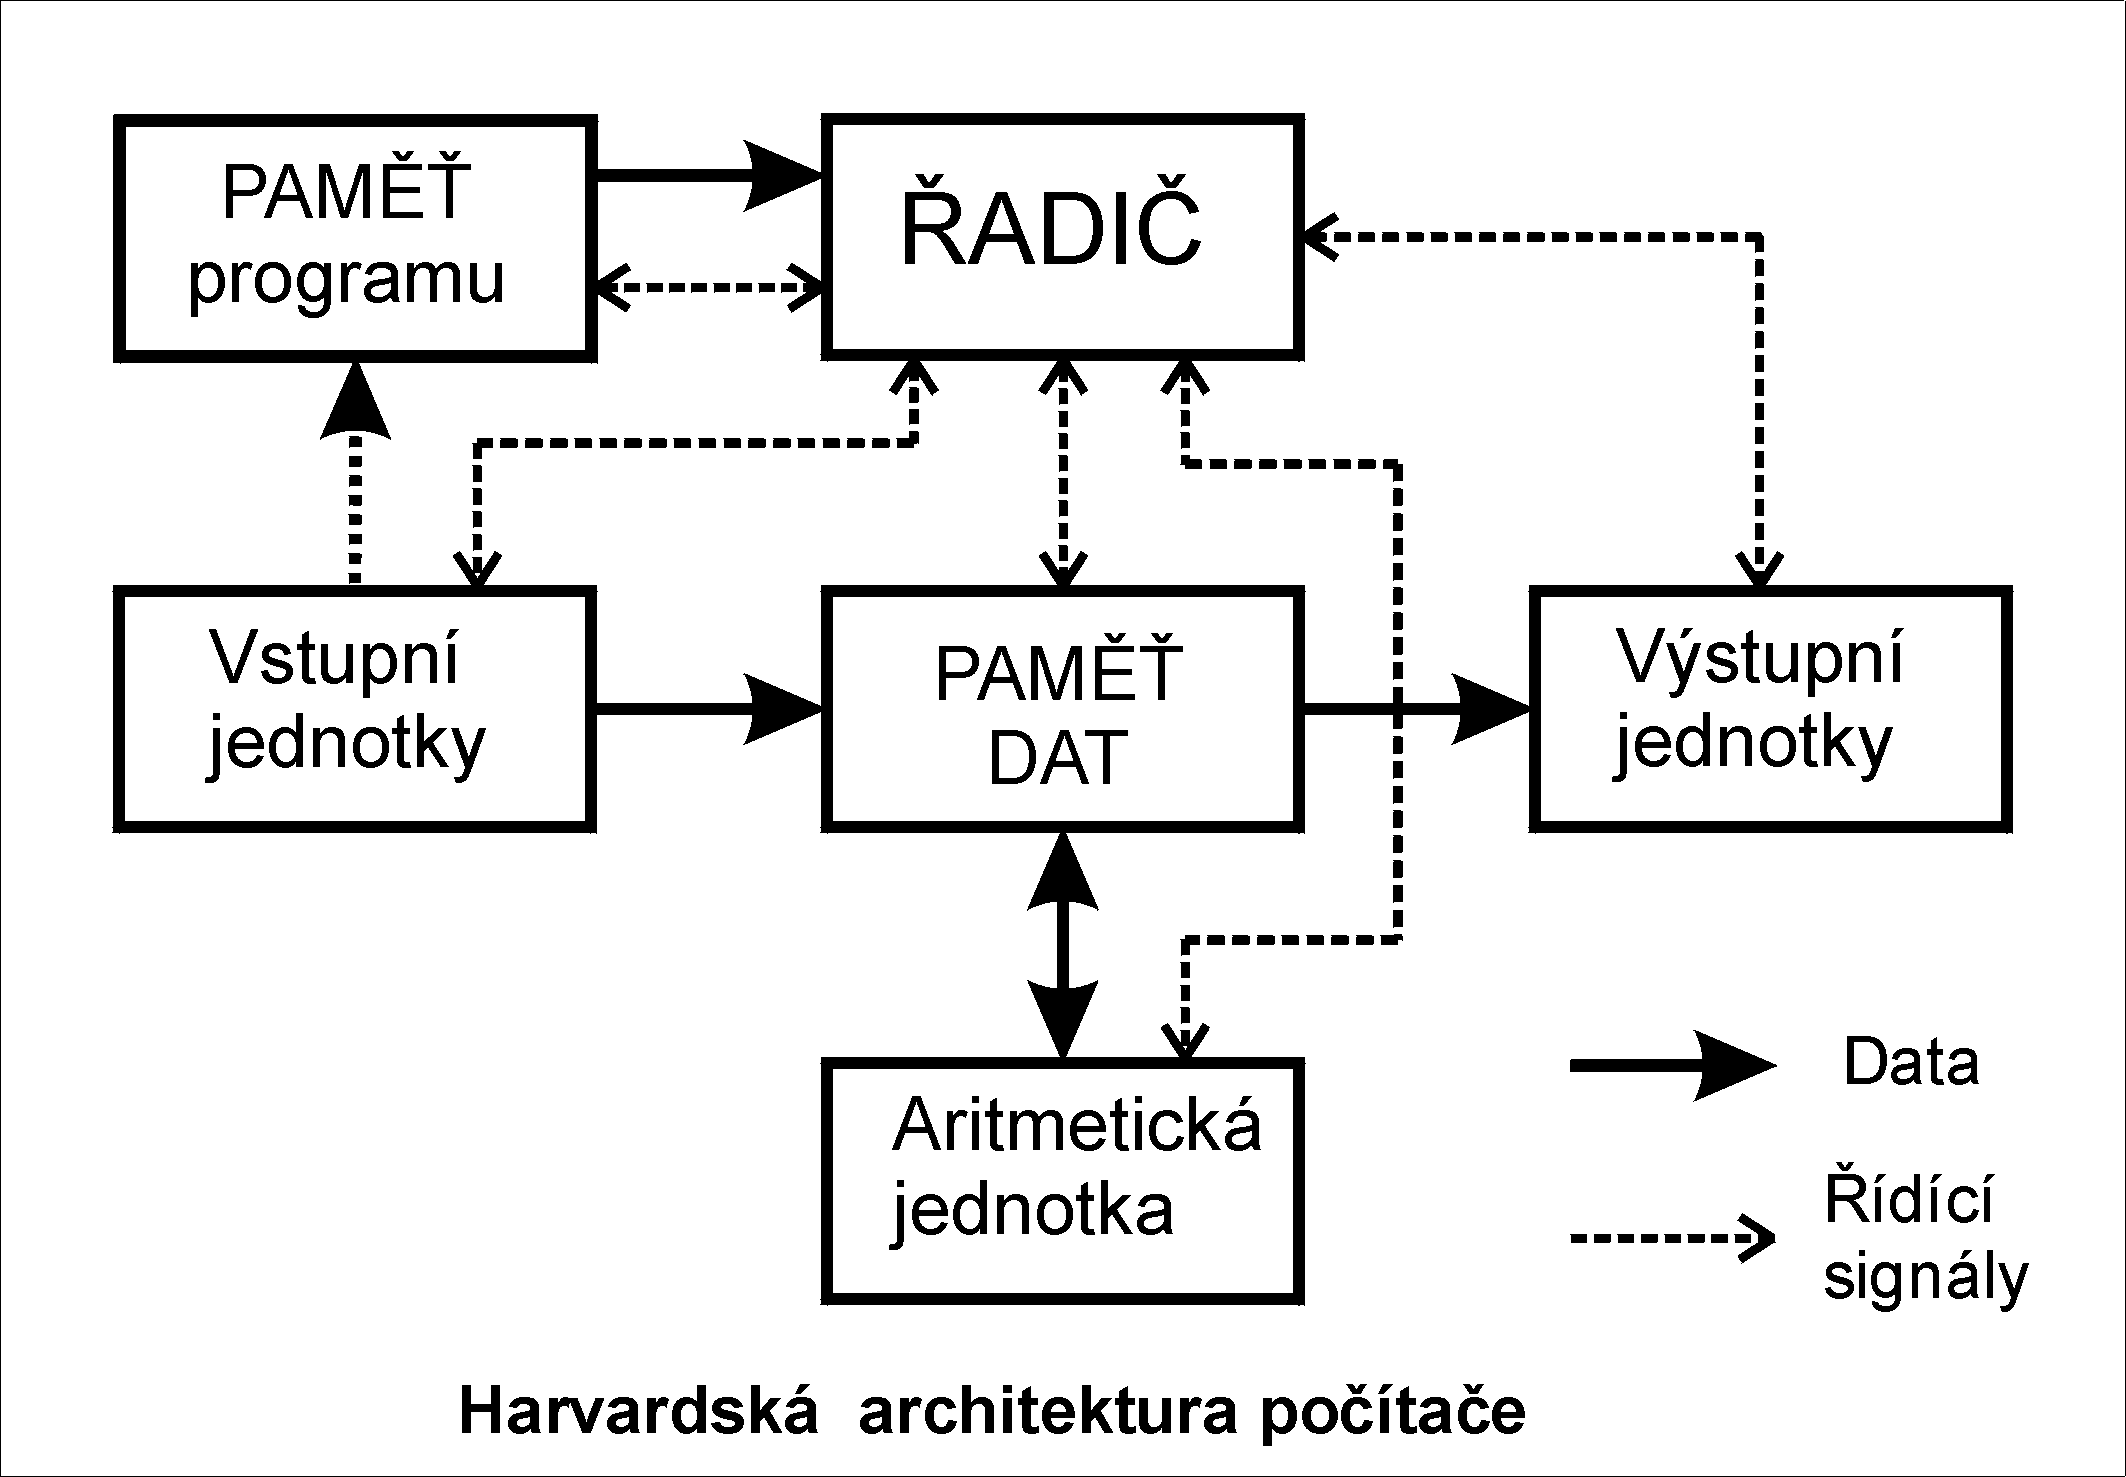 PAMĚŤ
programu
ŘADIČ
Vstupní
jednotky
PAMĚŤ
DAT
Výstupní
jednotky
Aritmetická
jednotka
Data
Řídící
signály
Harvardská architektura počítače